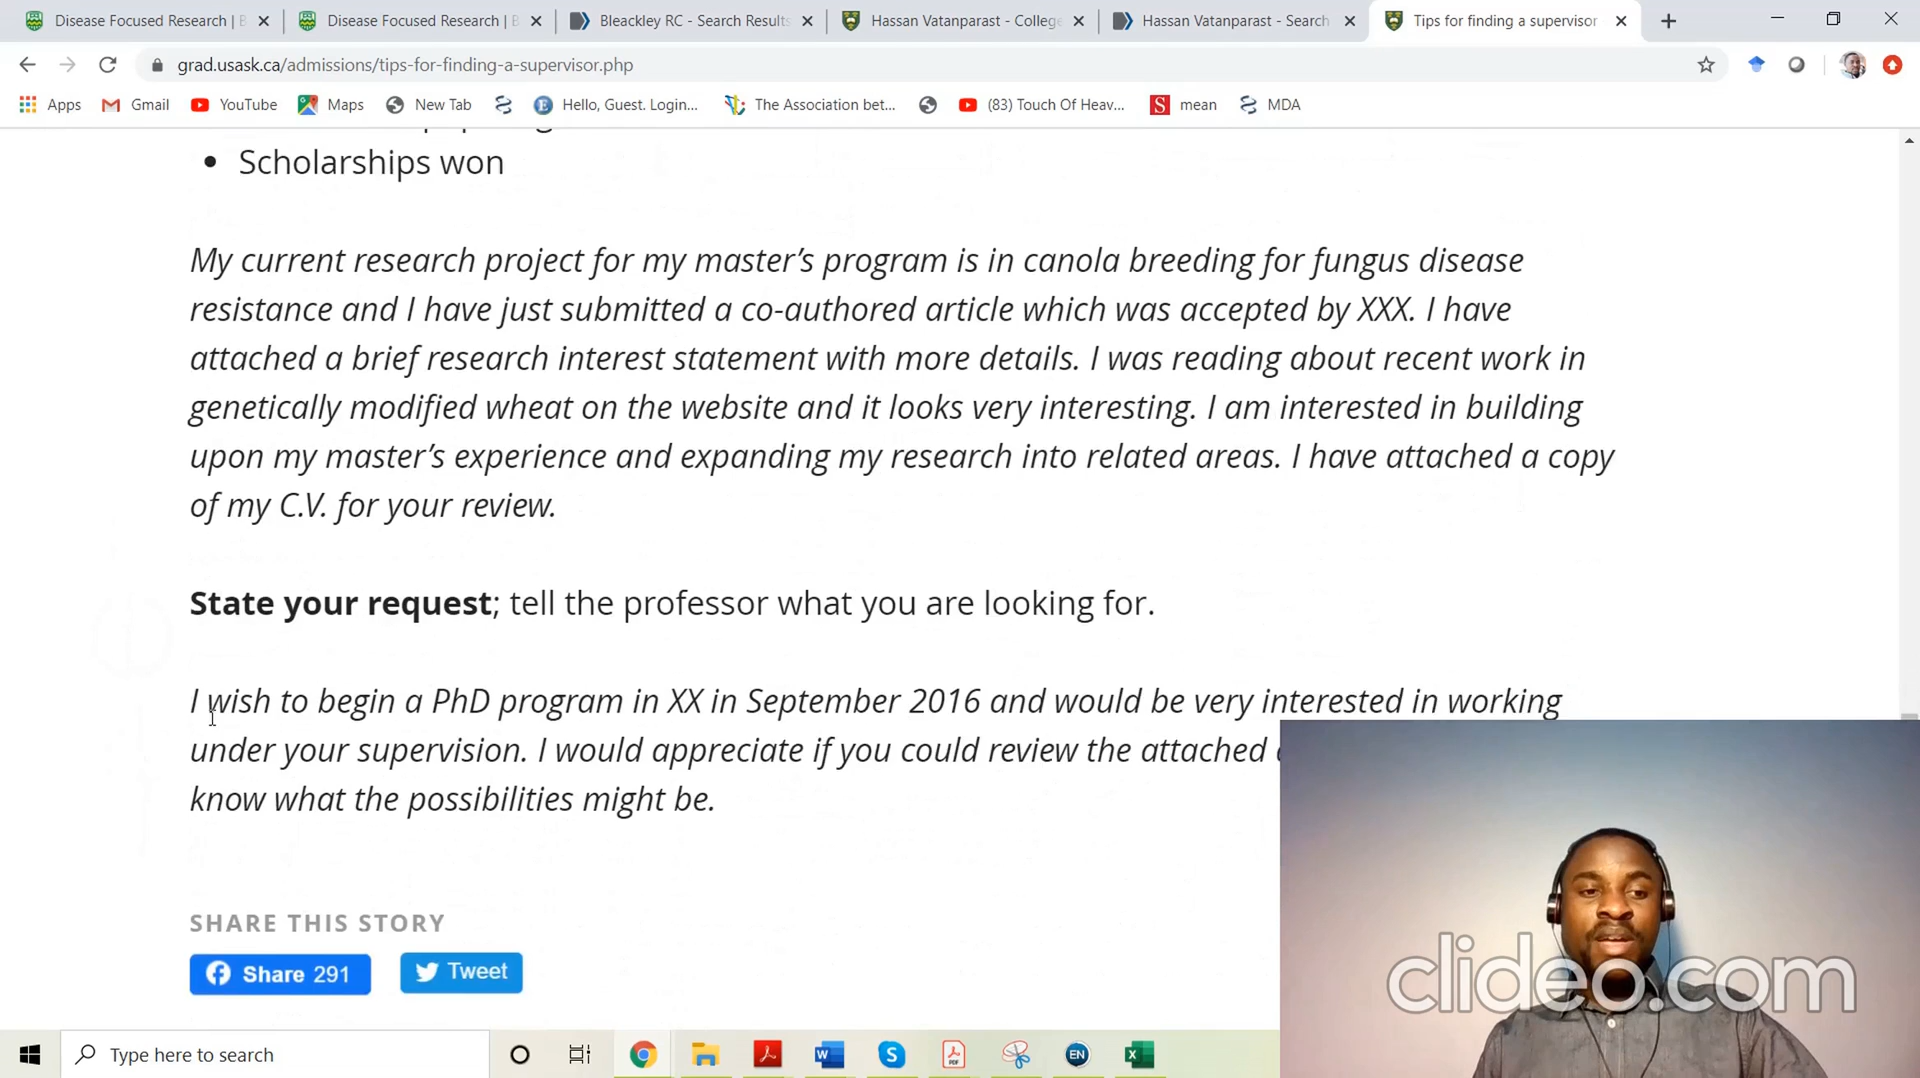 Disease Focused Research | B
Disease Focused Research | B
Bleackley RC - Search Results
Hassan Vatanparast - College
Hassan Vatanparast - Search
Tips for finding a supervisor
grad.usask.ca/admissions/tips-for-finding-a-supervisor.php
Apps
Gmail
YouTube
Maps
New Tab
Hello, Guest. Login...
The Association bet...
(83) Touch Of Heav...
mean
MDA
• Scholarships won
My current research project for my master’s program is in canola breeding for fungus disease
resistance and I have just submitted a co-authored article which was accepted by XXX. I have
attached a brief research interest statement with more details. I was reading about recent work in
genetically modified wheat on the website and it looks very interesting. I am interested in building
upon my master’s experience and expanding my research into related areas. I have attached a copy
of my C.V. for your review.
State your request; tell the professor what you are looking for.
I wish to begin a PhD program in XX in September 2016 and would be very interested in working
under your supervision. I would appreciate if you could review the attached
know what the possibilities might be.
SHARE THIS STORY
Share 291
Tweet
clideo.com
Type here to search
EN